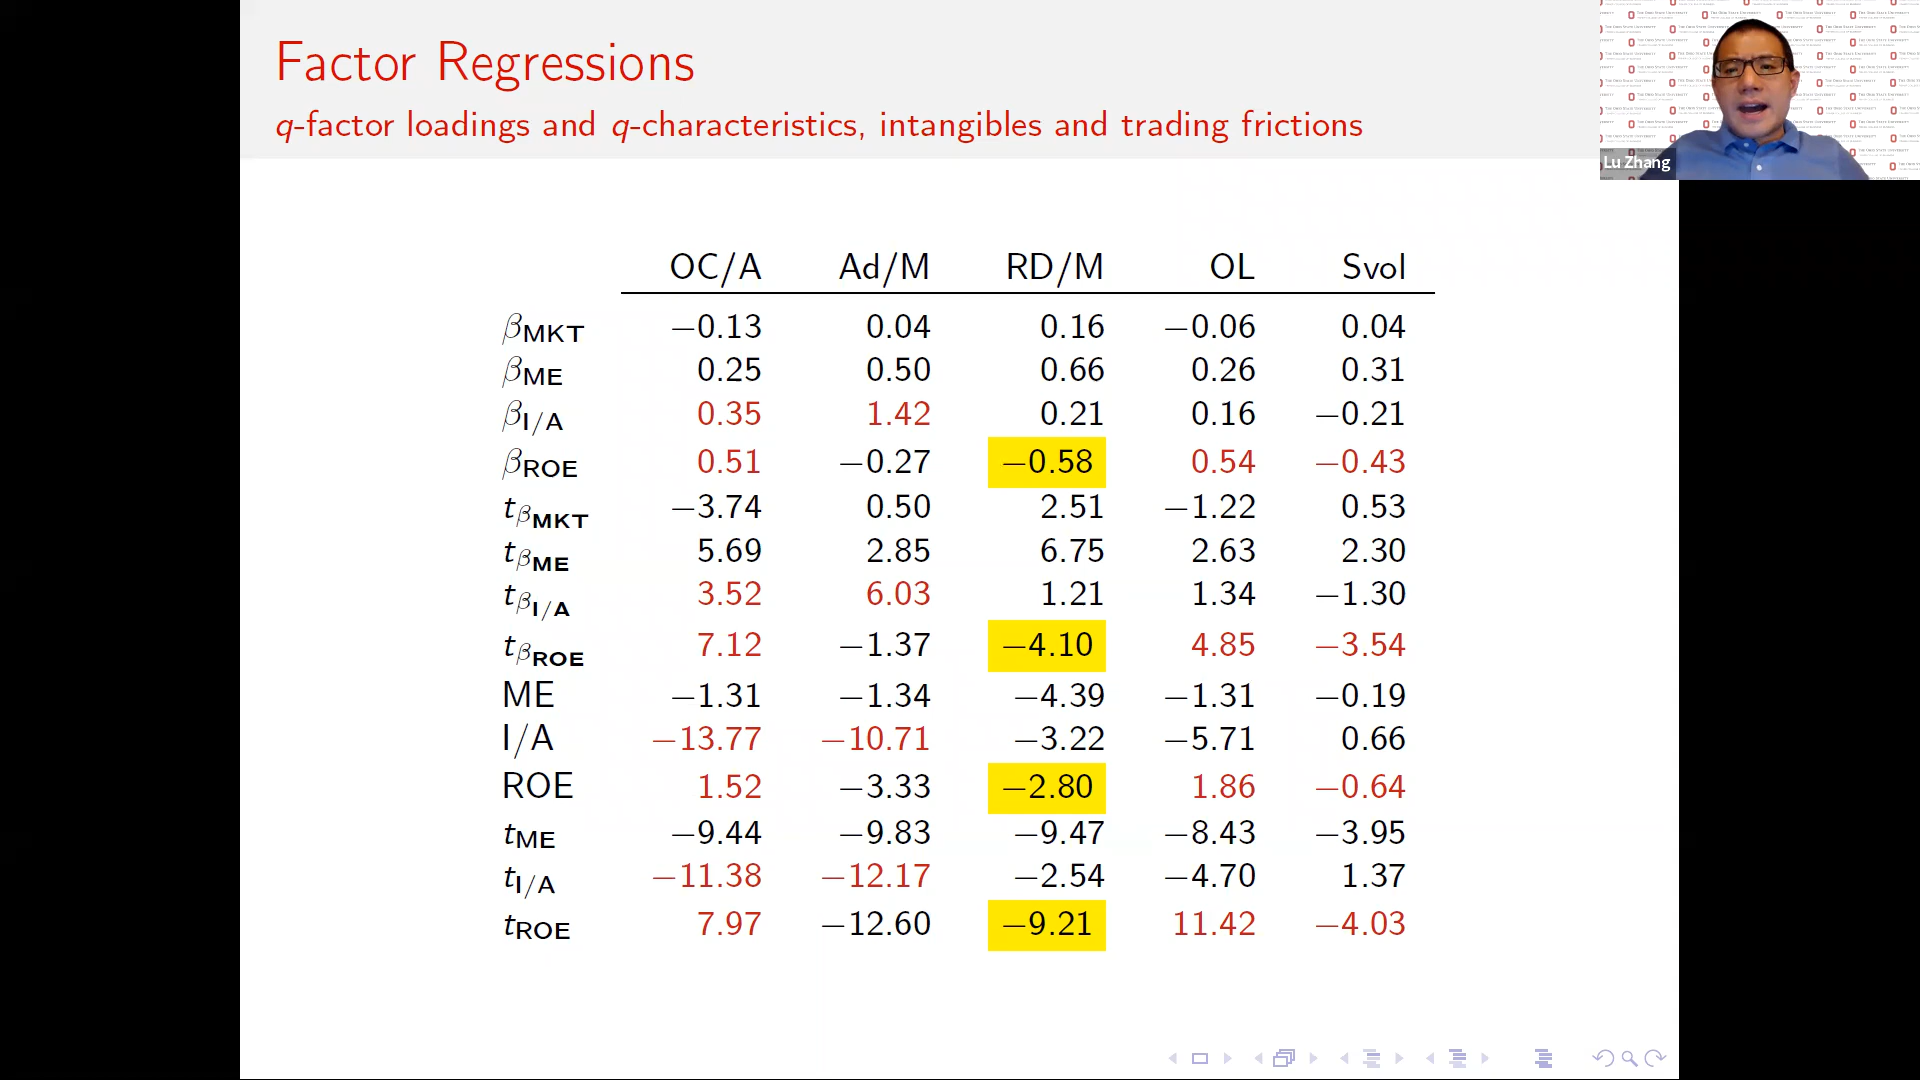 Factor Regressions
q-factor loadings and q-characteristics, intangibles and trading frictions
Lu Zhang
OC/A Ad/M RD/M OL Svol
βMKT −0.13 0.04 0.16 −0.06 0.04
βME 0.25 0.50 0.66 0.26 0.31
βI/A 0.35 1.42 0.21 0.16 −0.21
βROE 0.51 −0.27 −0.58 0.54 −0.43
tβMKT −3.74 0.50 2.51 −1.22 0.53
tβME 5.69 2.85 6.75 2.63 2.30
tβI/A 3.52 6.03 1.21 1.34 −1.30
tβROE 7.12 −1.37 −4.10 4.85 −3.54
ME −1.31 −1.34 −4.39 −1.31 −0.19
I/A −13.77 −10.71 −3.22 −5.71 0.66
ROE 1.52 −3.33 −2.80 1.86 −0.64
tME −9.44 −9.83 −9.47 −8.43 −3.95
tI/A −11.38 −12.17 −2.54 −4.70 1.37
tROE 7.97 −12.60 −9.21 11.42 −4.03